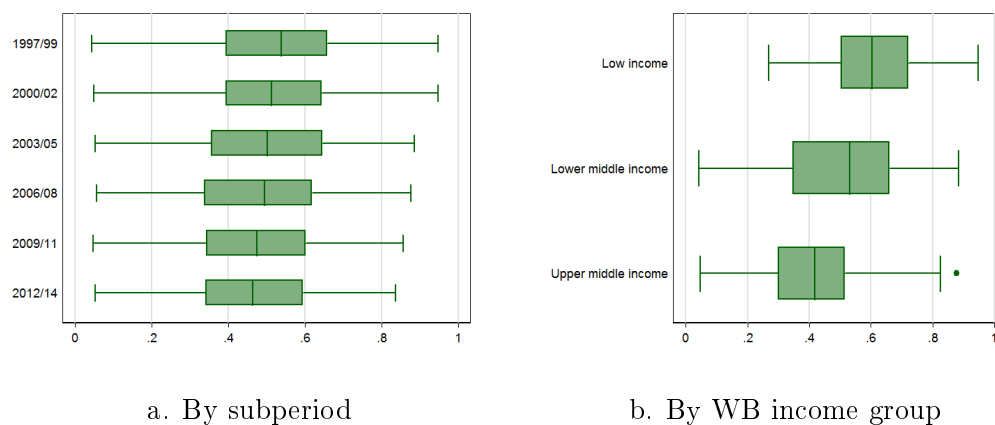 1997/99
2000/02
2003/05
2006/08
2009/11
2012/14
0 .2 .4 .6 .8 1
a. By subperiod
Low income
Lower middle income
Upper middle income
0 .2 .4 .6 .8 1
b. By WB income group